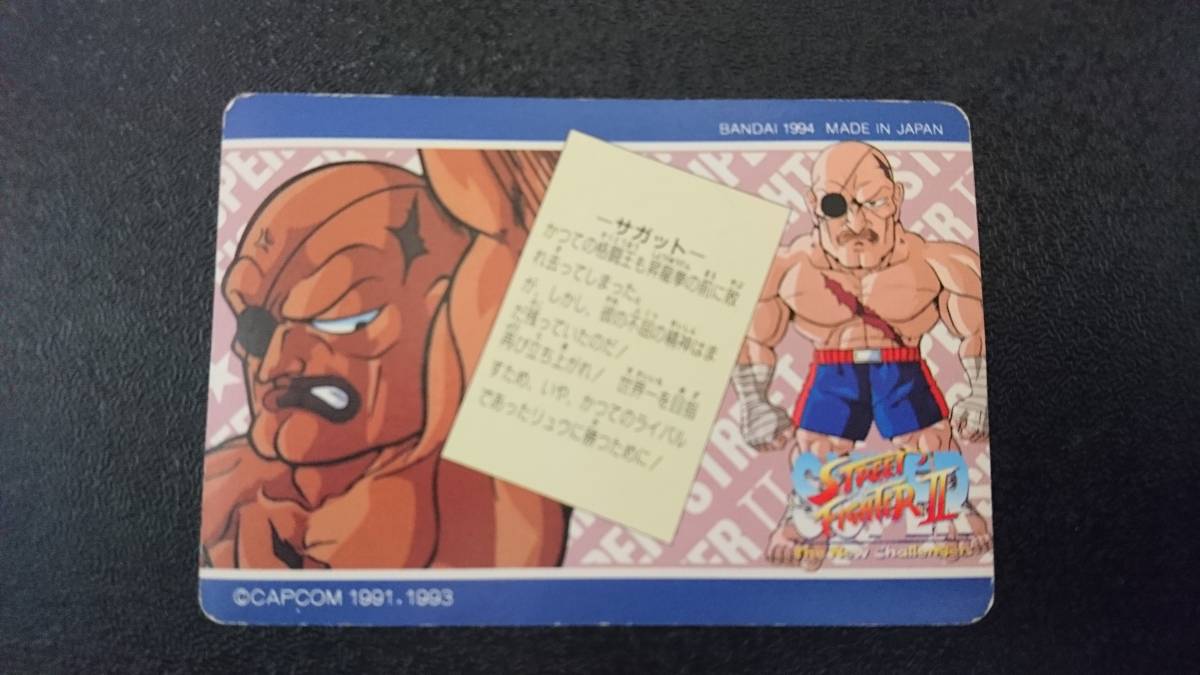 BANDAI 1994 MADE IN JAPAN
―サガット―
かつての格闘王も昇龍拳の前に敗
れ去ってしまった。
が、しかし、彼の不屈の精神はま
だ残っていたのだ！
再び立ち上がれ！ 世界一を目指
すため、いや、かつてのライバル
であったリュウに勝つために！
SUPER
STREET
FIGHTER II
The New Challengers
©CAPCOM 1991,1993